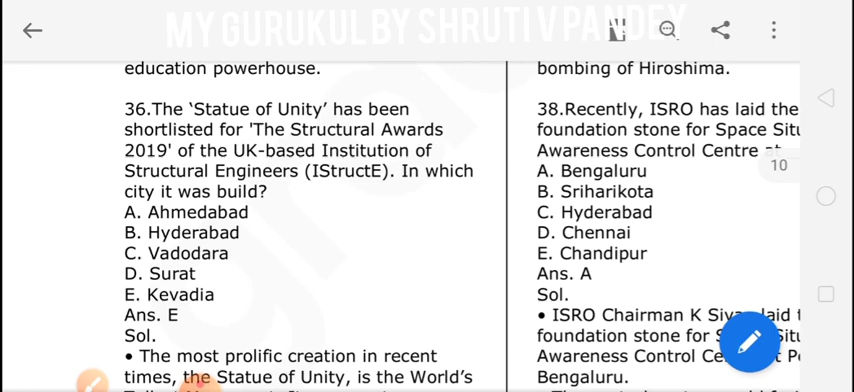 MY GURUKUL BY SHRUTI V PANDEY
education powerhouse.
36.The ‘Statue of Unity’ has been
shortlisted for 'The Structural Awards
2019' of the UK-based Institution of
Structural Engineers (IStructE). In which
city it was build?
A. Ahmedabad
B. Hyderabad
C. Vadodara
D. Surat
E. Kevadia
Ans. E
Sol.
• The most prolific creation in recent
times, the Statue of Unity, is the World’s
bombing of Hiroshima.
38.Recently, ISRO has laid the
foundation stone for Space
Awareness Control Centre at
A. Bengaluru
B. Sriharikota
C. Hyderabad
D. Chennai
E. Chandipur
Ans. A
Sol.
• ISRO Chairman K Sivan laid
foundation stone for
Awareness Control
Bengaluru.
10